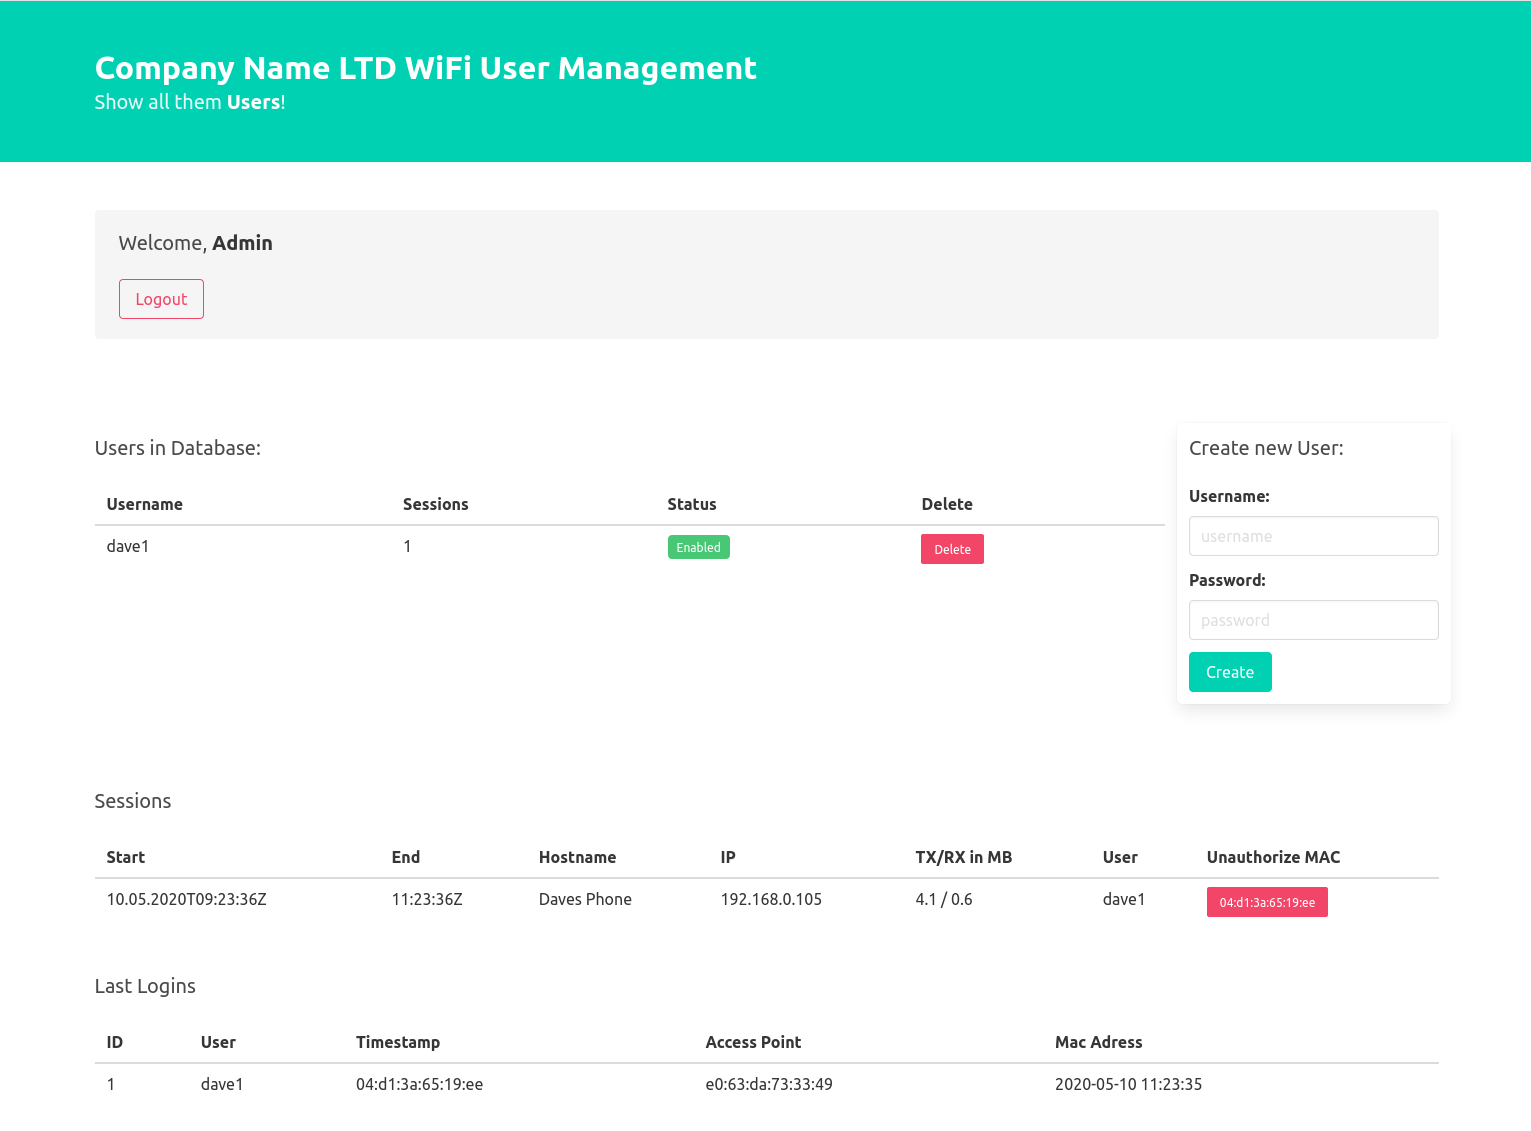 Company Name LTD WiFi User Management
Show all them Users!
Welcome, Admin
Logout
Users in Database:
Username Sessions Status Delete
dave1 1 Enabled Delete
Create new User:
Username:
username
Password:
password
Create
Sessions
Start End Hostname IP TX/RX in MB User Unauthorize MAC
10.05.2020T09:23:36Z 11:23:36Z Daves Phone 192.168.0.105 4.1 / 0.6 dave1 04:d1:3a:65:19:ee
Last Logins
ID User Timestamp Access Point Mac Adress
1 dave1 04:d1:3a:65:19:ee e0:63:da:73:33:49 2020-05-10 11:23:35